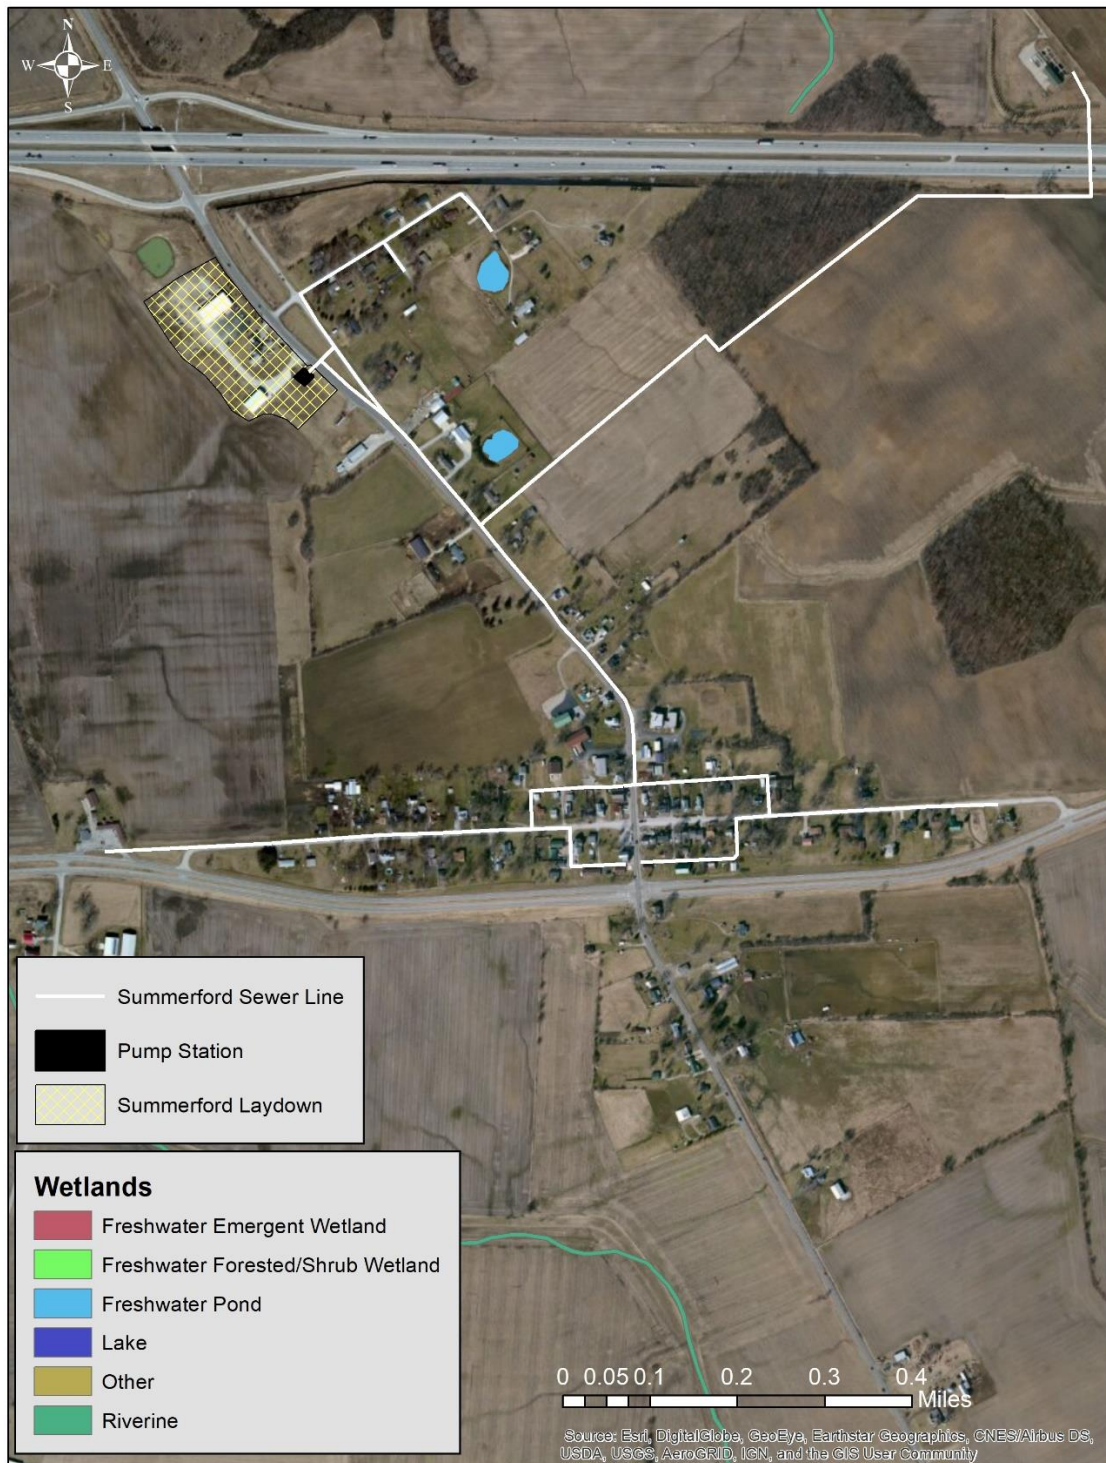 N
W E
S
Summerford Sewer Line
Pump Station
Summerford Laydown
Wetlands
Freshwater Emergent Wetland
Freshwater Forested/Shrub Wetland
Freshwater Pond
Lake
Other
Riverine
0 0.05 0.1 0.2 0.3 0.4
Miles
Source: Esri, DigitalGlobe, GeoEye, Earthstar Geographics, CNES/Airbus DS,
USDA, USGS, AeroGRID, IGN, and the GIS User Community